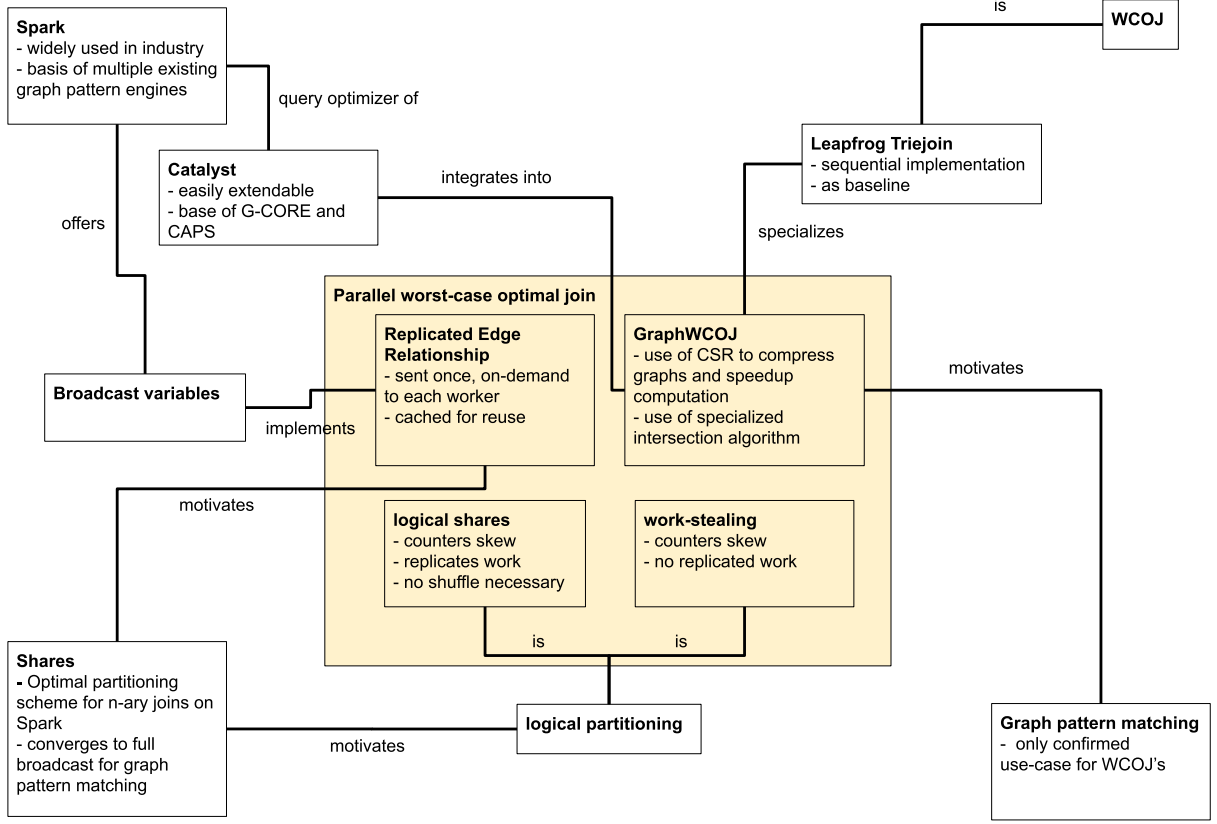 is
WCOJ
Spark
- widely used in industry
- basis of multiple existing
graph pattern engines
query optimizer of
Catalyst
- easily extendable
- base of G-CORE and
CAPS
integrates into
Leapfrog Triejoin
- sequential implementation
- as baseline
offers
specializes
Parallel worst-case optimal join
Replicated Edge
Relationship
- sent once, on-demand
to each worker
- cached for reuse
GraphWCOJ
- use of CSR to compress
graphs and speedup
computation
- use of specialized
intersection algorithm
motivates
Broadcast variables
implements
motivates
logical shares
- counters skew
- replicates work
- no shuffle necessary
work-stealing
- counters skew
- no replicated work
is
is
Shares
- Optimal partitioning
scheme for n-ary joins on
Spark
- converges to full
broadcast for graph
pattern matching
motivates
logical partitioning
Graph pattern matching
- only confirmed
use-case for WCOJ's